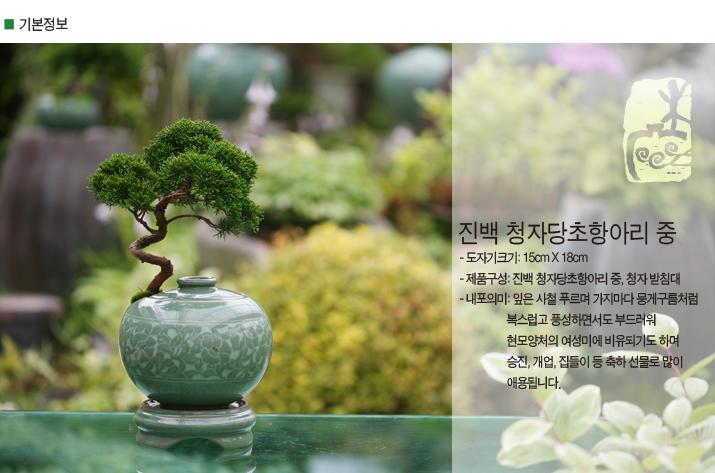 기본정보
진백 청자당초항아리 중
- 도자기크기: 15cm X 18cm
- 제품구성: 진백 청자당초항아리 중, 청자 받침대
- 내포의미: 잎은 사철 푸르며 가지마다 뭉게구름처럼
복스럽고 풍성하면서도 부드러워
현모양처의 여성미에 비유되기도 하며
승진, 개업, 집들이 등 축하 선물로 많이
애용됩니다.